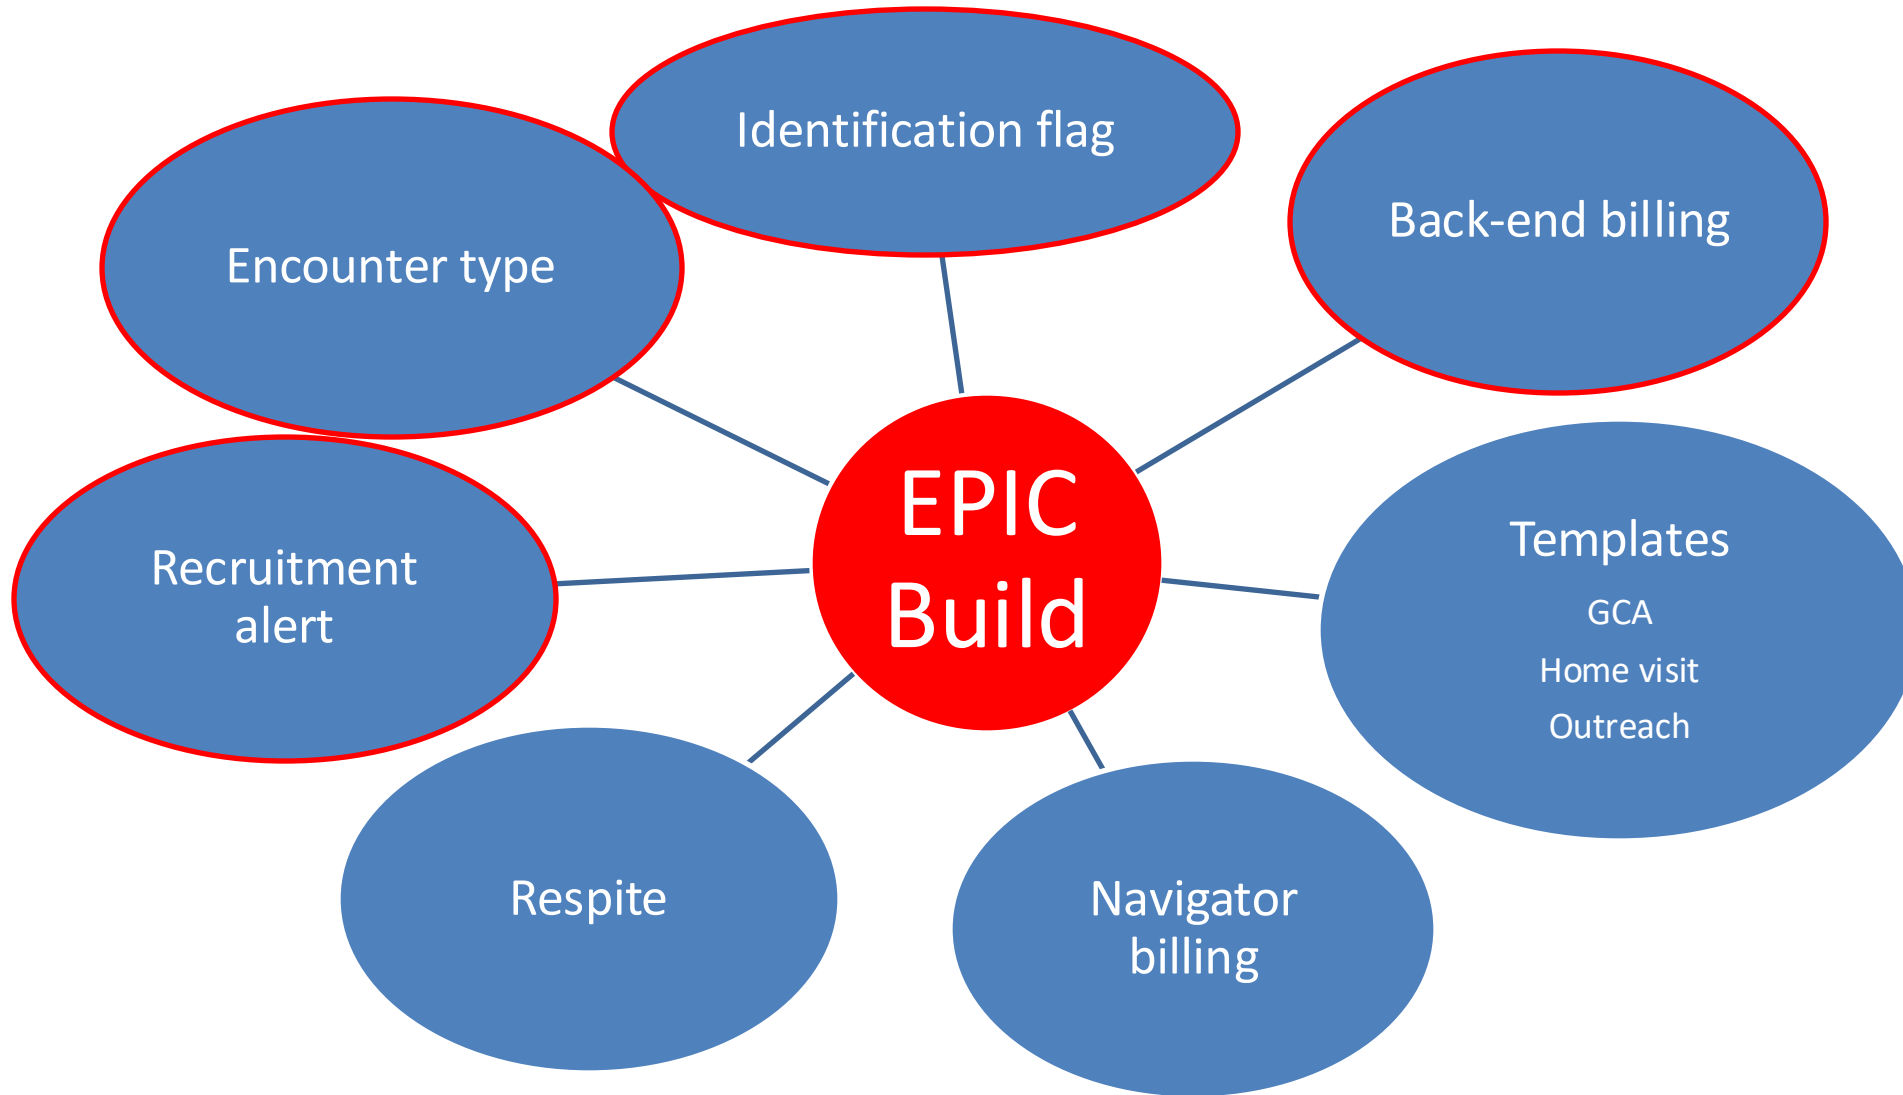 Identification flag
Back-end billing
Encounter type
EPIC
Build
Templates
GCA
Home visit
Outreach
Recruitment
alert
Respite
Navigator
billing